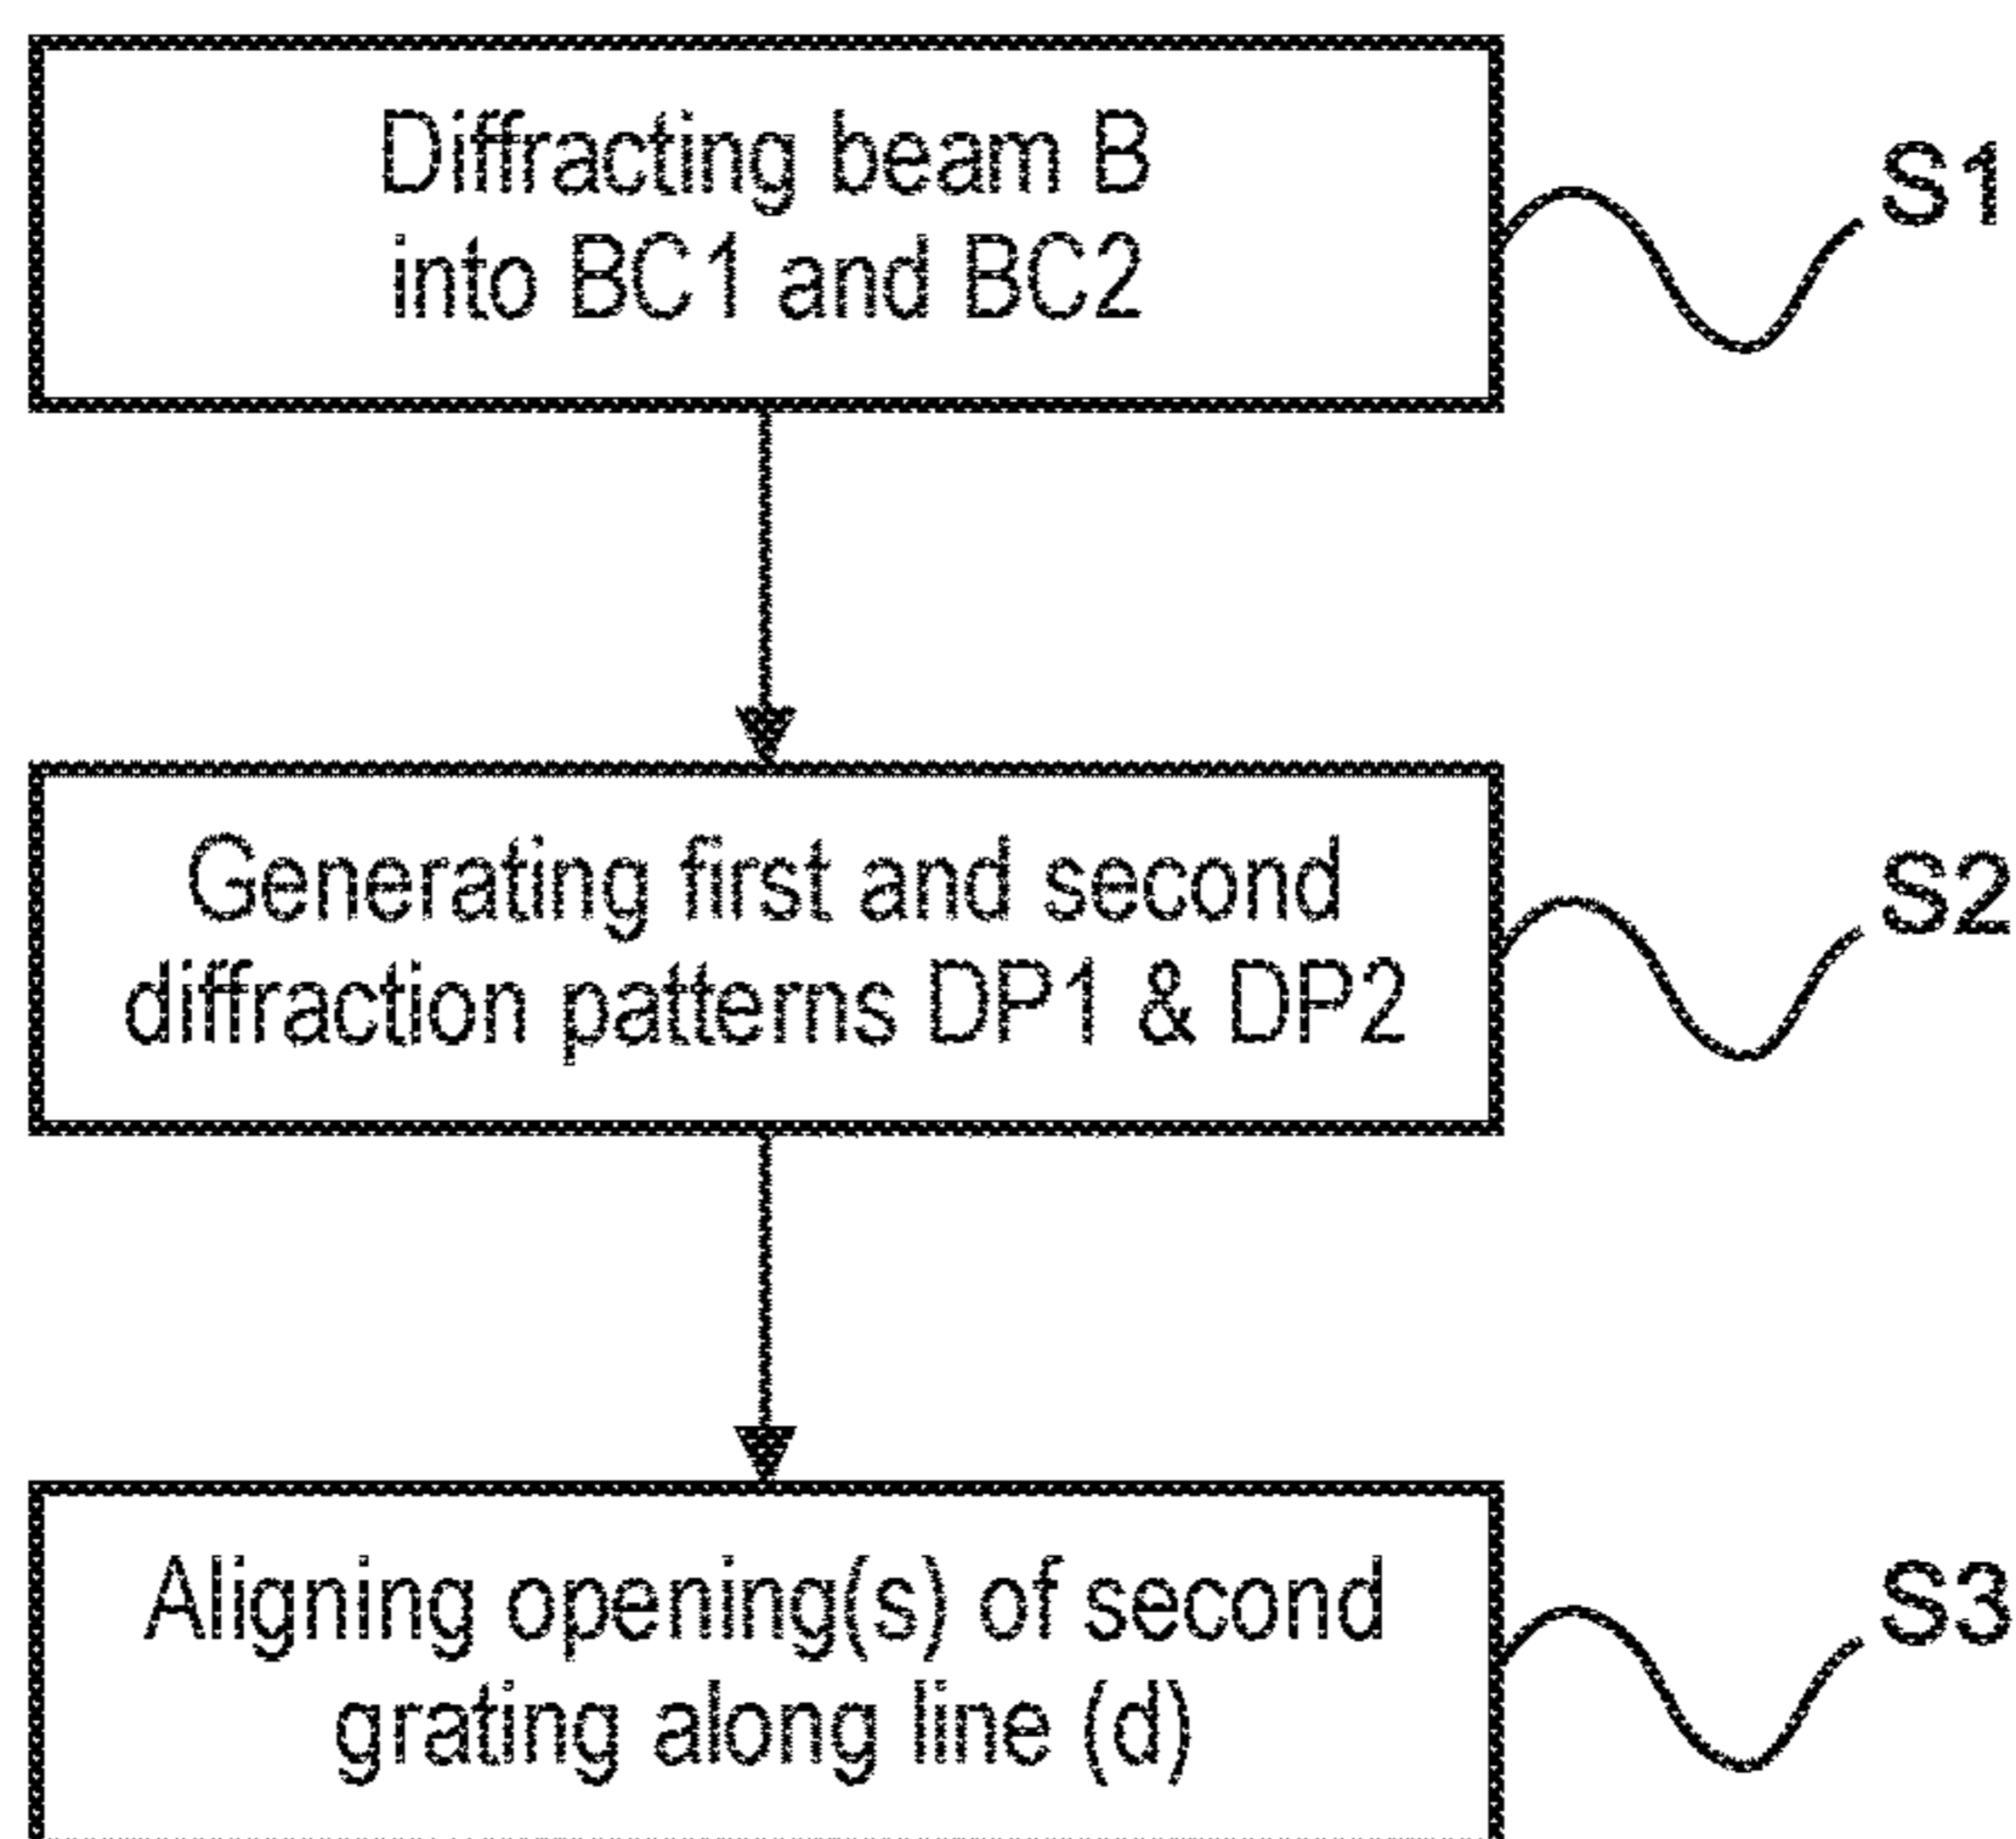 Diffracting beam B
into BC1 and BC2
S1
Generating first and second
diffraction patterns DP1 & DP2
S2
Aligning opening(s) of second
grating along line (d)
S3